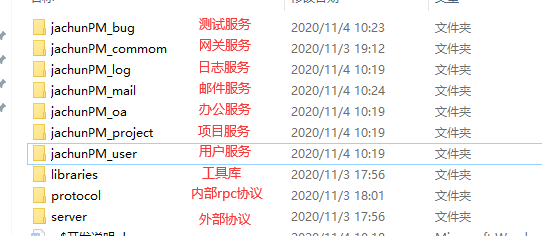 jachunPM_bug 测试服务 2020/11/4 10:23 文件夹
jachunPM_commom 网关服务 2020/11/3 19:12 文件夹
jachunPM_log 日志服务 2020/11/4 10:19 文件夹
jachunPM_mail 邮件服务 2020/11/4 10:24 文件夹
jachunPM_oa 办公服务 2020/11/4 10:19 文件夹
jachunPM_project 项目服务 2020/11/4 10:19 文件夹
jachunPM_user 用户服务 2020/11/4 10:19 文件夹
libraries 工具库 2020/11/3 17:56 文件夹
protocol 内部rpc协议 2020/11/3 18:01 文件夹
server 外部协议 2020/11/3 17:56 文件夹